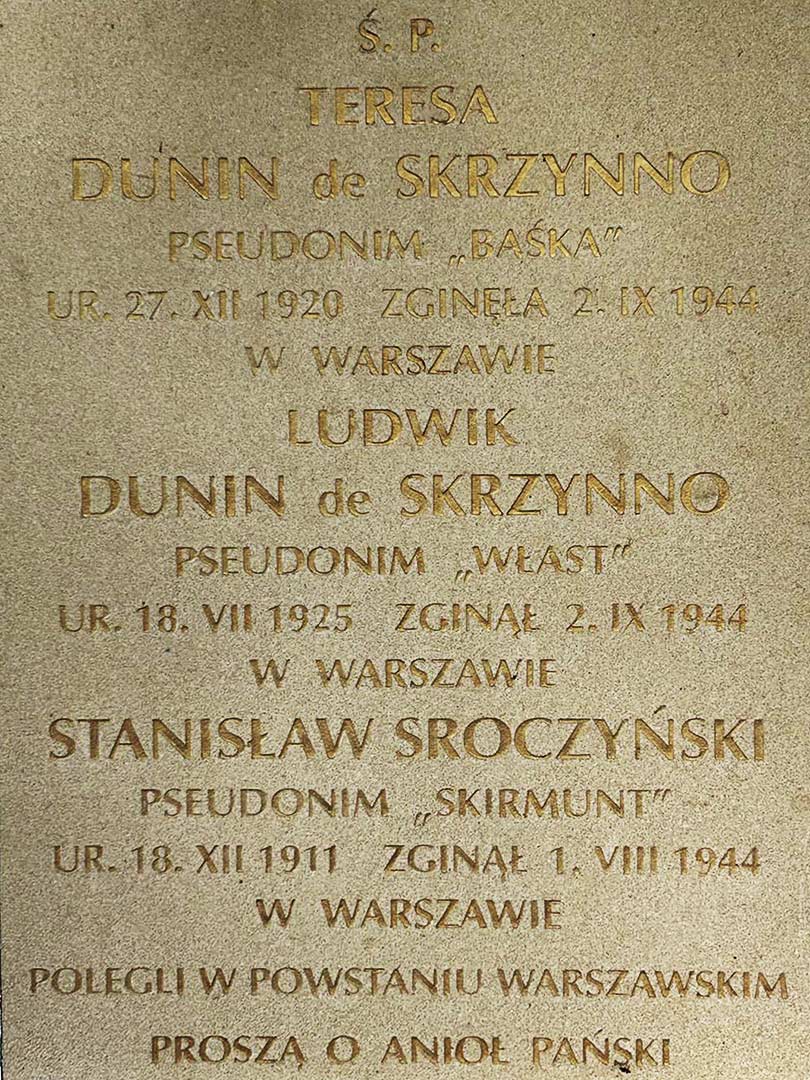 Ś. P.
TERESA
DUNIN de SKRZYNNO
PSEUDONIM „BAŚKA”
UR. 27. XII 1920 ZGINĘŁA 2. IX 1944
W WARSZAWIE
LUDWIK
DUNIN de SKRZYNNO
PSEUDONIM „WŁAST”
UR. 18. VII 1925 ZGINĄŁ 2. IX 1944
W WARSZAWIE
STANISŁAW SROCZYŃSKI
PSEUDONIM „SKIRMUNT”
UR. 18. XII 1911 ZGINĄŁ 1. VIII 1944
W WARSZAWIE
POLEGLI W POWSTANIU WARSZAWSKIM
PROSZĄ O ANIOŁ PAŃSKI